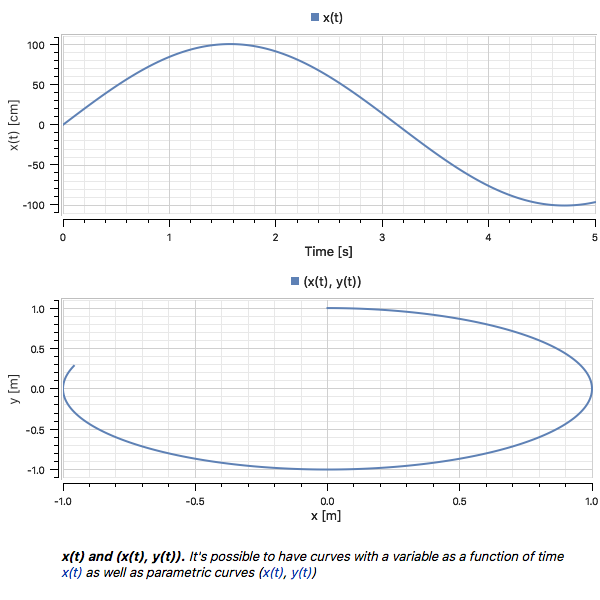 x(t)
100
50
0
-50
-100
x(t) [cm]
0 1 2 3 4 5
Time [s]
(x(t), y(t))
1.0
0.5
0.0
-0.5
-1.0
y [m]
-1.0 -0.5 0.0 0.5 1.0
x [m]
x(t) and (x(t), y(t)). It's possible to have curves with a variable as a function of time
x(t) as well as parametric curves (x(t), y(t))